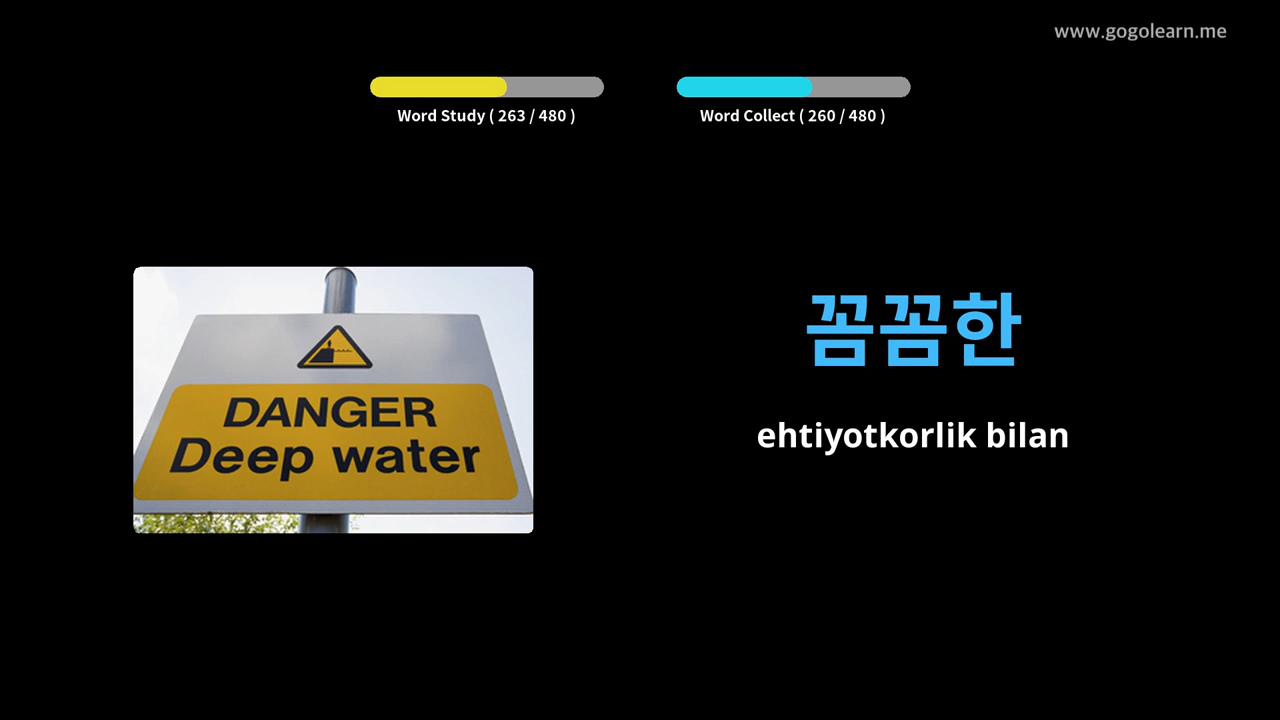 www.gogolearn.me
Word Study ( 263 / 480 )
Word Collect ( 260 / 480 )
DANGER
Deep water
꼼꼼한
ehtiyotkorlik bilan